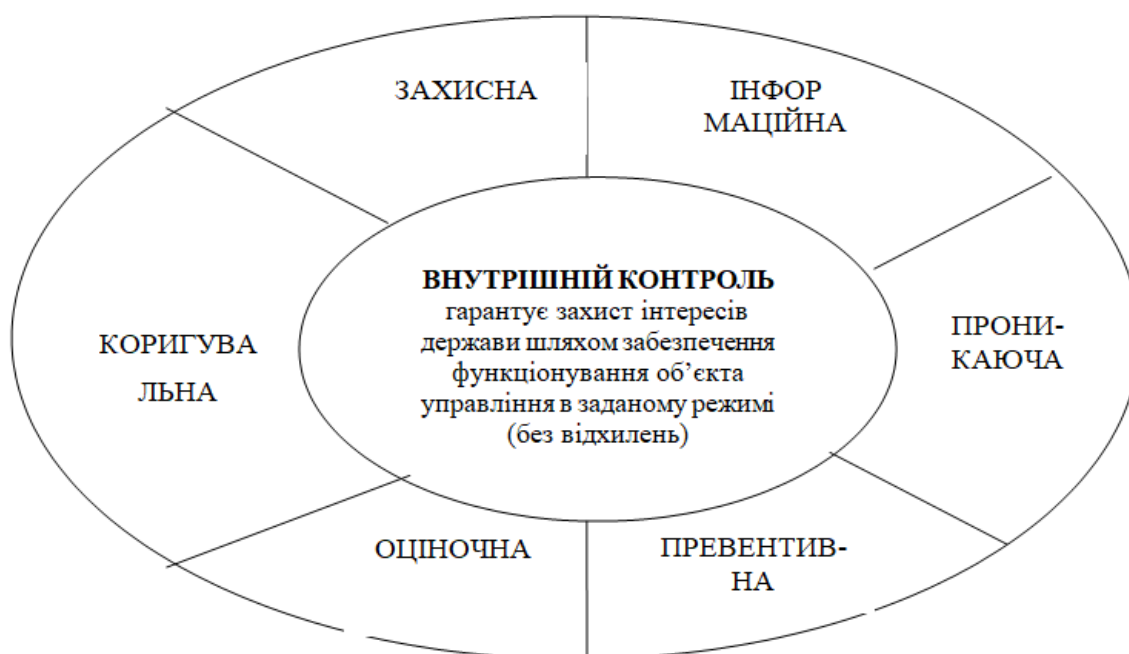 ЗАХИСНА
ІНФОР
МАЦІЙНА
ВНУТРІШНІЙ КОНТРОЛЬ
гарантує захист інтересів
держави шляхом забезпечення
функціонування об’єкта
управління в заданому режимі
(без відхилень)
КОРИГУВА
ЛЬНА
ПРОНИ-
КАЮЧА
ОЦІНОЧНА
ПРЕВЕНТИВ-
НА